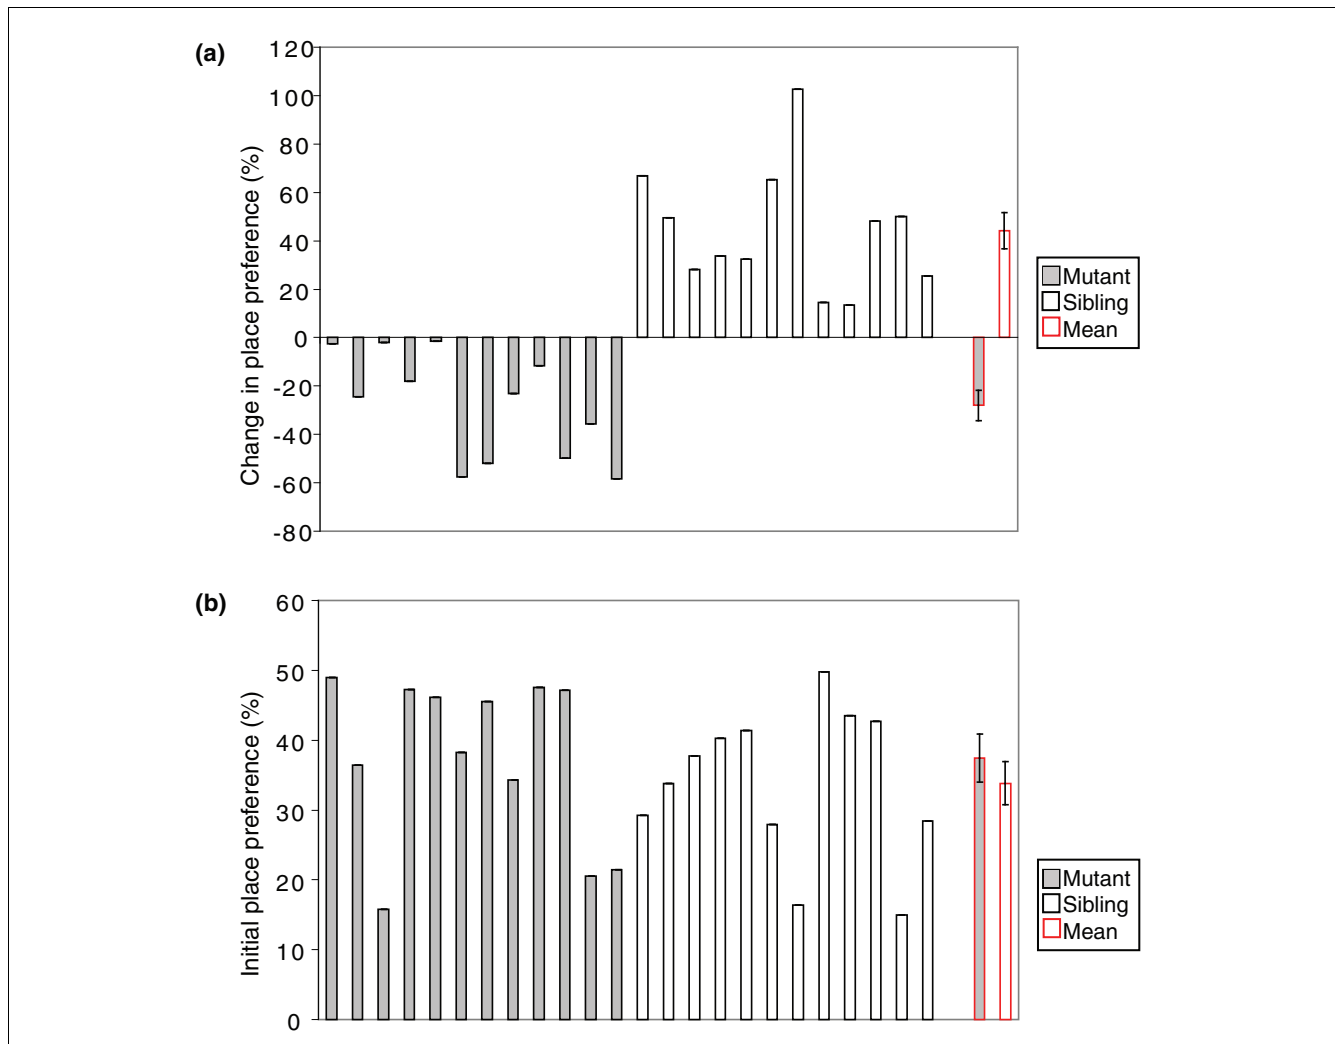 (a)
Change in place preference (%)
120
100
80
60
40
20
0
-20
-40
-60
-80
Mutant
Sibling
Mean
(b)
Initial place preference (%)
60
50
40
30
20
10
0
Mutant
Sibling
Mean